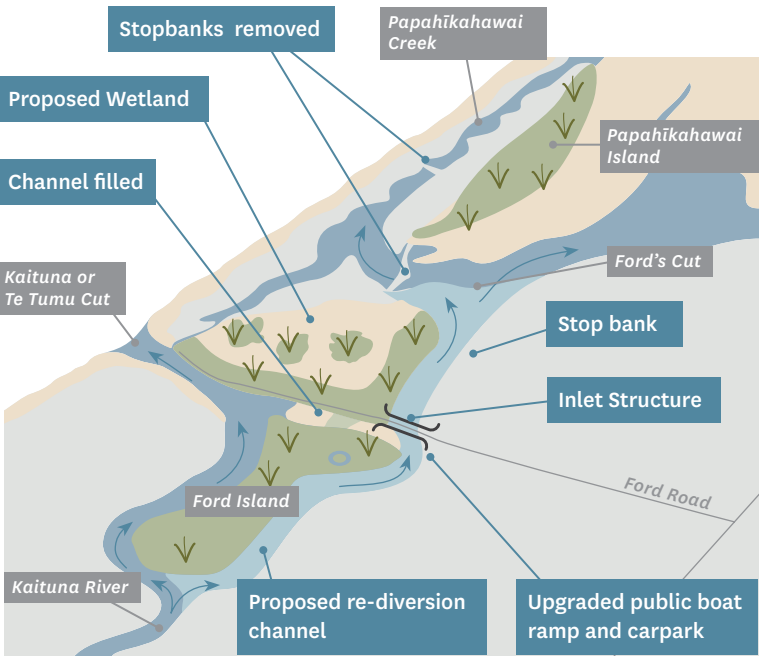 Stopbanks removed
Papahīkahawai
Creek
Proposed Wetland
Papahīkahawai
Island
Channel filled
Kaituna or
Te Tumu Cut
Ford's Cut
Stop bank
Inlet Structure
Ford Road
Ford Island
Kaituna River
Proposed re-diversion
channel
Upgraded public boat
ramp and carpark